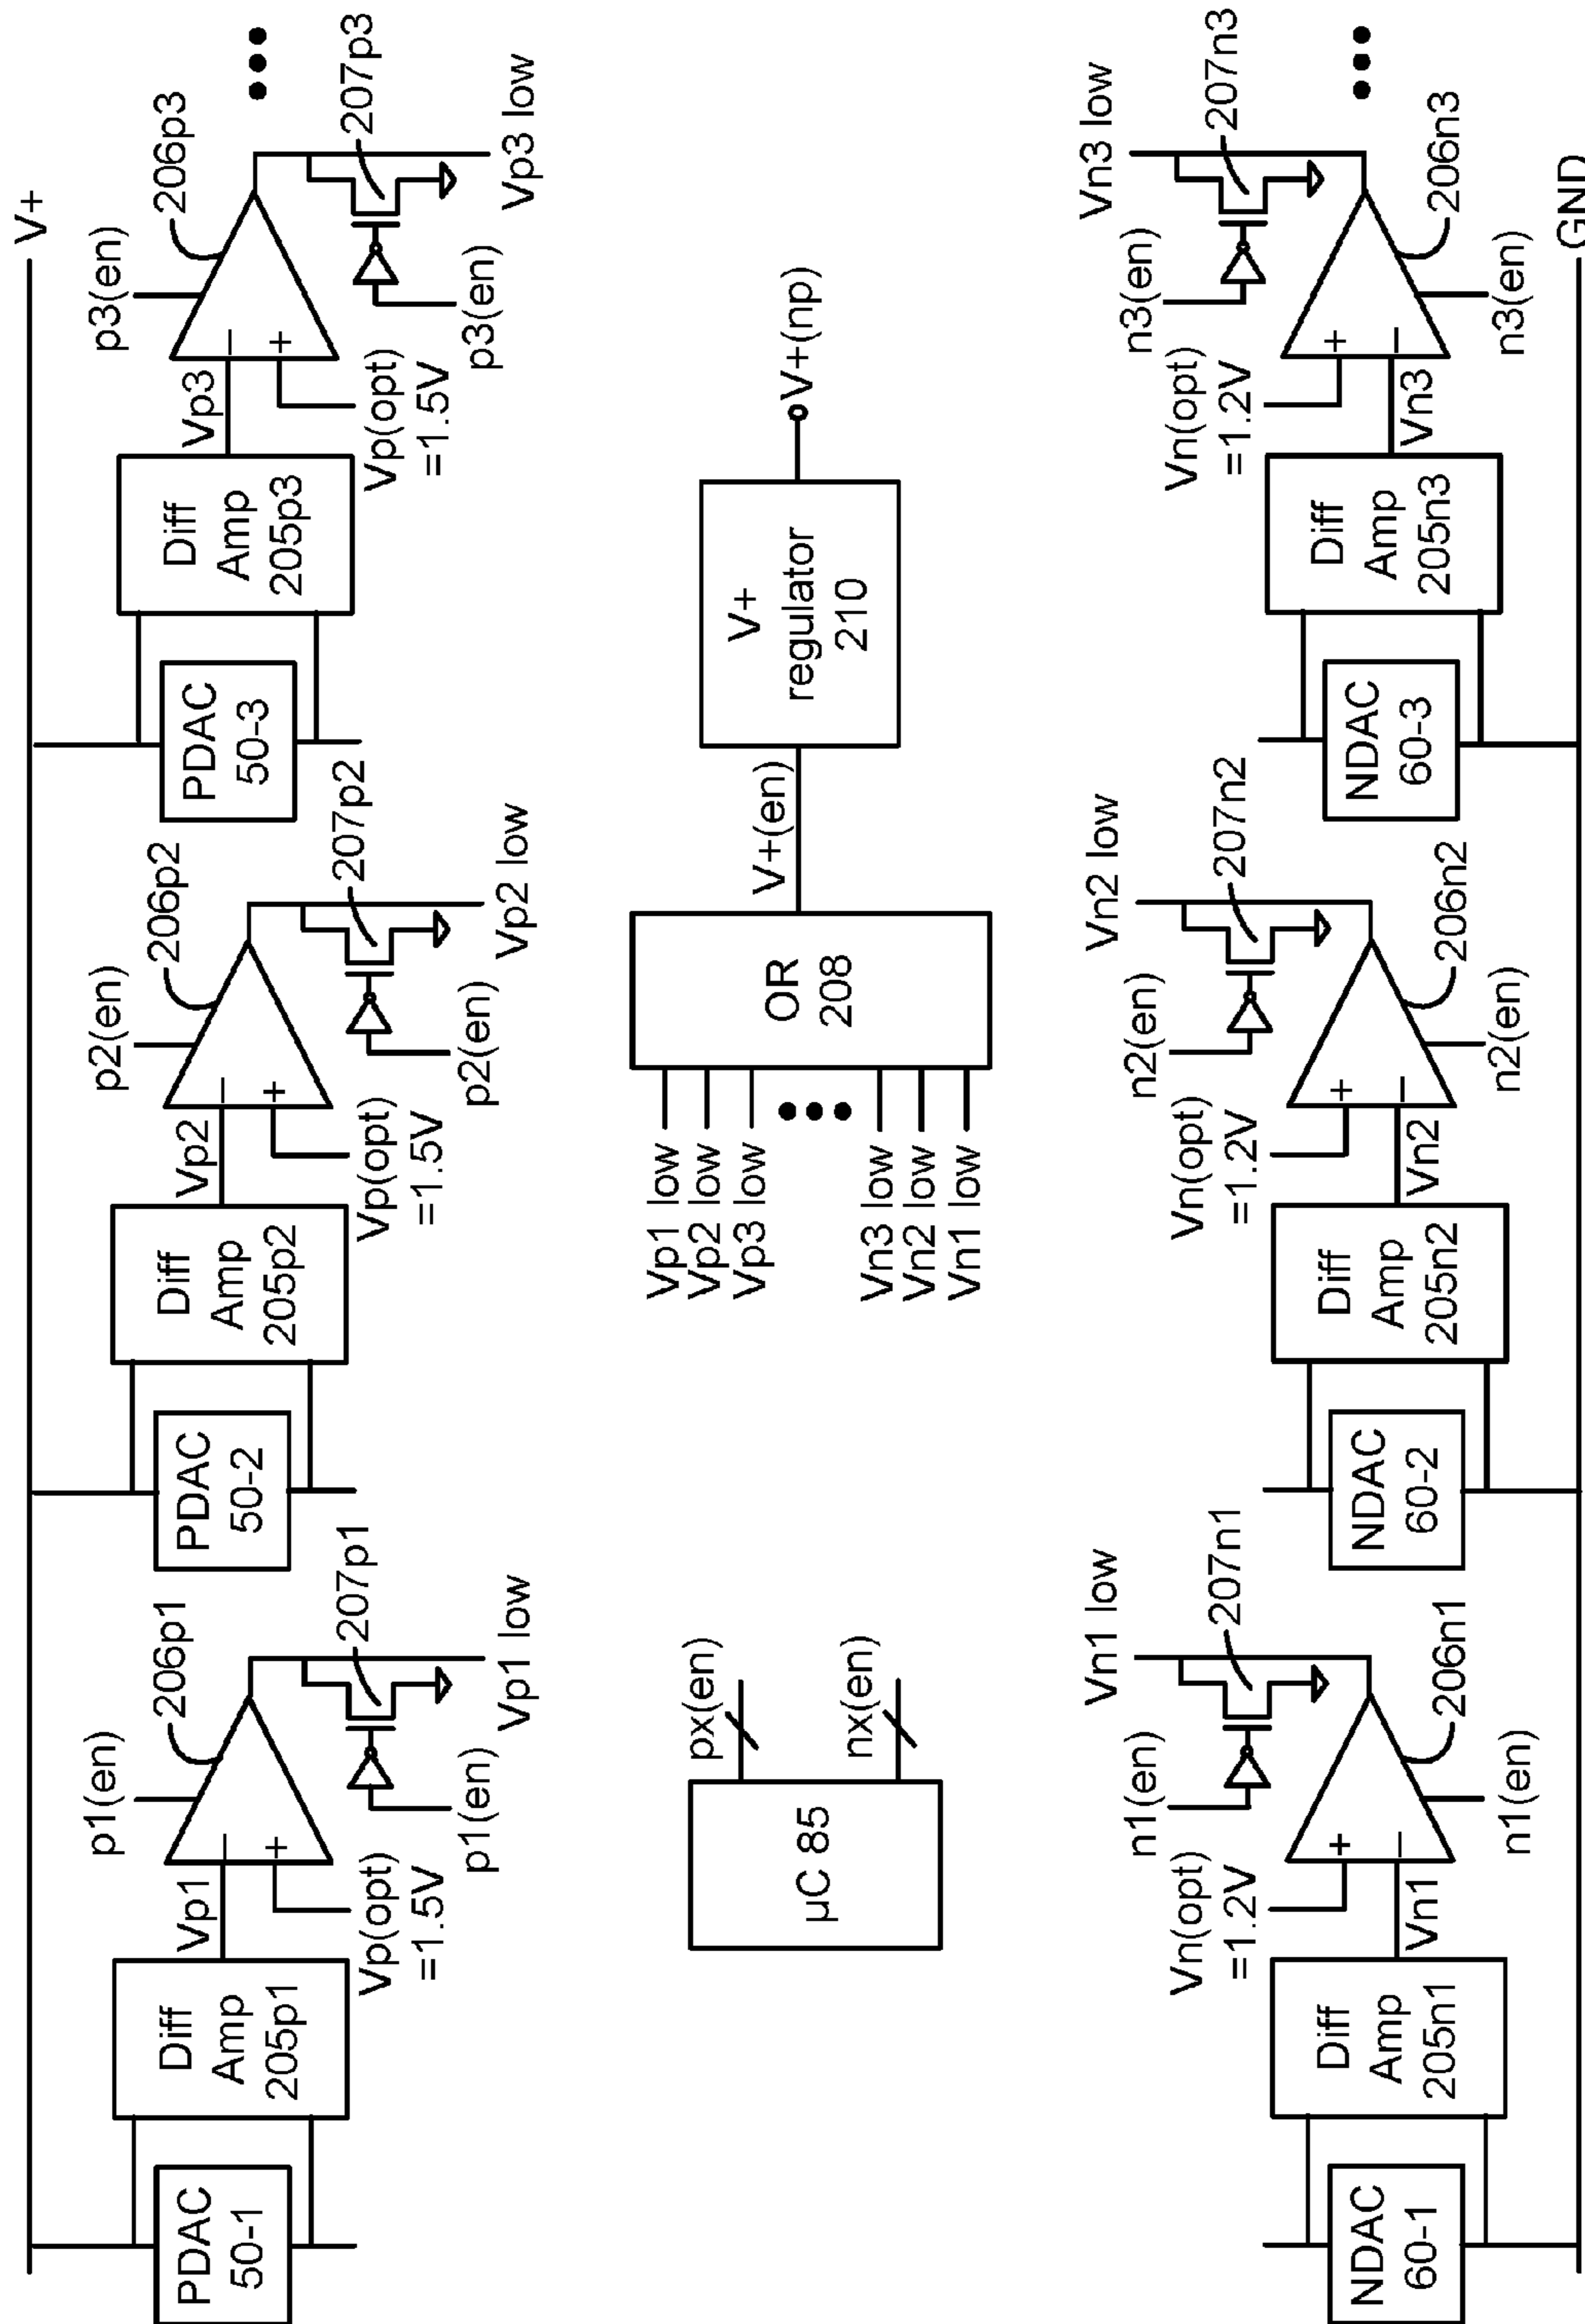 V+
PDAC
50-1
Diff
Amp
205p1
Vp1
Vp(opt)
=1.5V
p1(en)
206p1
207p1
p1(en)
Vp1 low
PDAC
50-2
Diff
Amp
205p2
Vp2
Vp(opt)
=1.5V
p2(en)
206p2
207p2
p2(en)
Vp2 low
PDAC
50-3
Diff
Amp
205p3
Vp3
Vp(opt)
=1.5V
p3(en)
206p3
207p3
p3(en)
Vp3 low
µC 85
px(en)
nx(en)
Vp1 low
Vp2 low
Vp3 low
Vn3 low
Vn2 low
Vn1 low
OR
208
V+(en)
V+
regulator
210
V+(np)
NDAC
60-1
Diff
Amp
205n1
Vn(opt)
=1.2V
Vn1
n1(en)
Vn1 low
207n1
206n1
n1(en)
NDAC
60-2
Diff
Amp
205n2
Vn(opt)
=1.2V
Vn2
n2(en)
Vn2 low
207n2
206n2
n2(en)
NDAC
60-3
Diff
Amp
205n3
Vn(opt)
=1.2V
Vn3
n3(en)
Vn3 low
207n3
206n3
n3(en)
GND